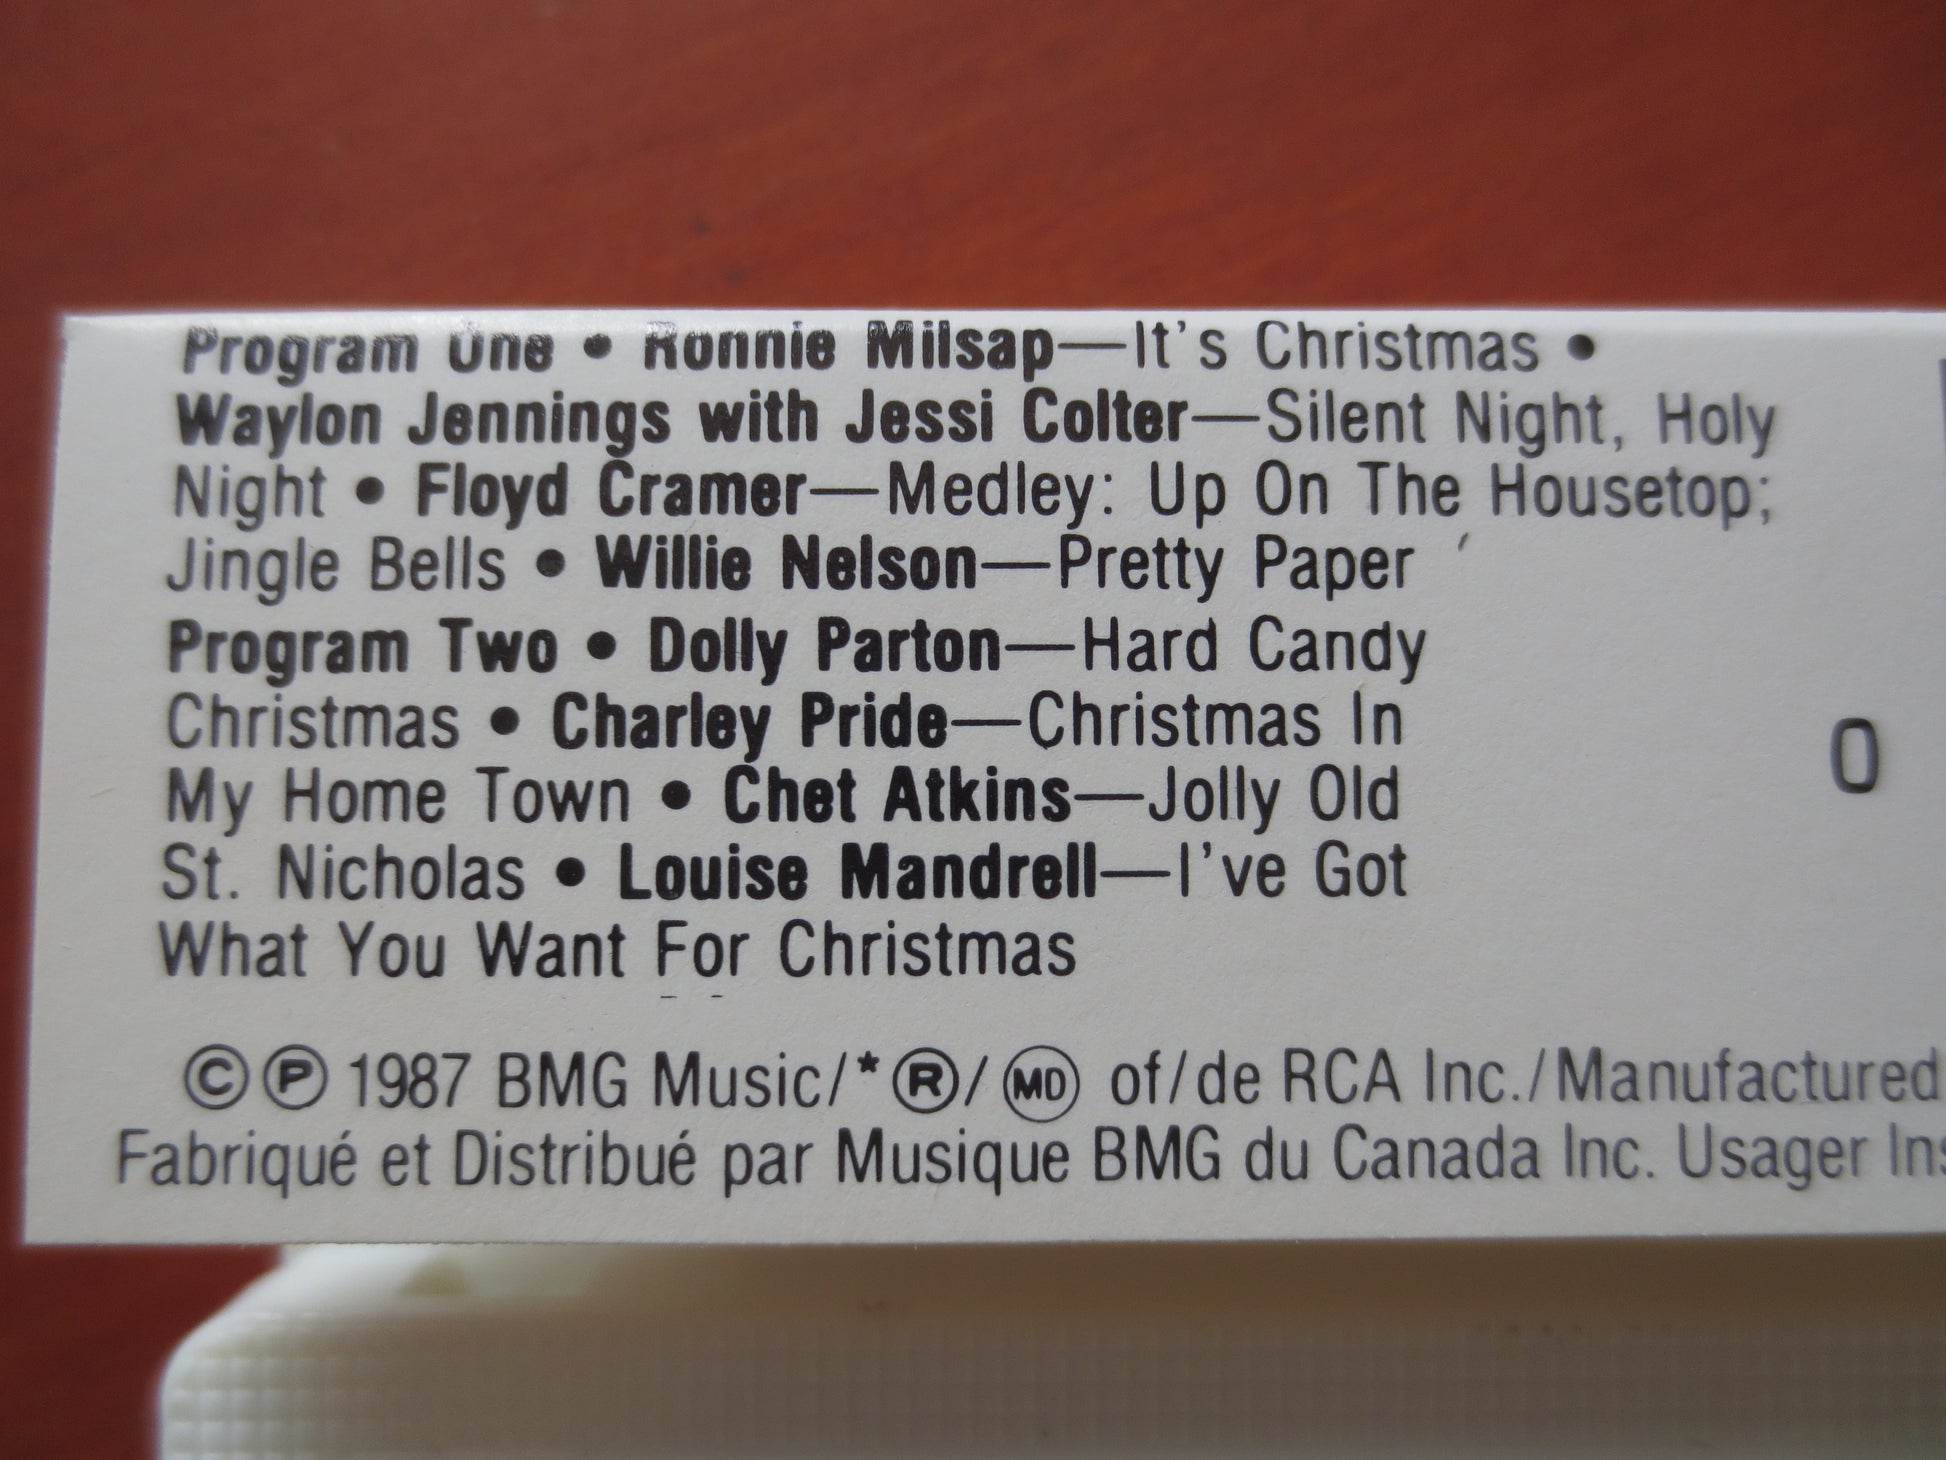 Program One • Ronnie Milsap—It's Christmas •
Waylon Jennings with Jessi Colter—Silent Night, Holy
Night • Floyd Cramer—Medley: Up On The Housetop;
Jingle Bells • Willie Nelson—Pretty Paper
Program Two • Dolly Parton—Hard Candy
Christmas • Charley Pride—Christmas In
My Home Town • Chet Atkins—Jolly Old
St. Nicholas • Louise Mandrell—I've Got
What You Want For Christmas
0
© ℗ 1987 BMG Music/*®/ MD of/de RCA Inc./Manufactured
Fabriqué et Distribué par Musique BMG du Canada Inc. Usager